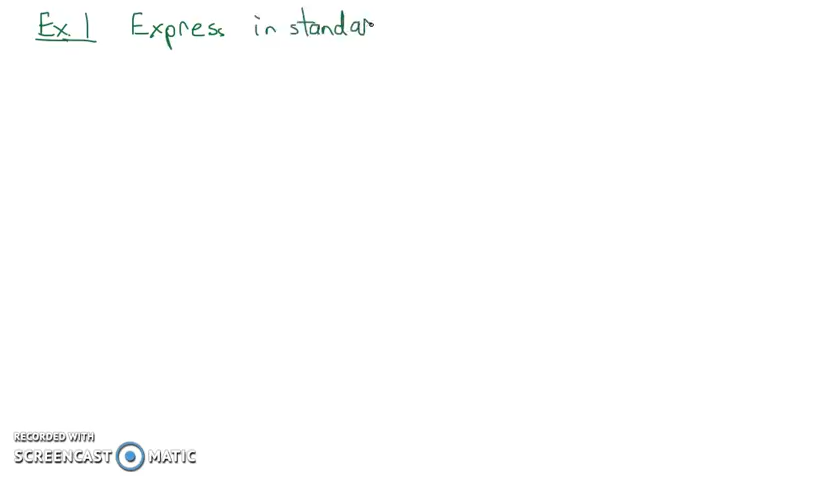 Ex. 1 Express in standar
RECORDED WITH
SCREENCAST MATIC